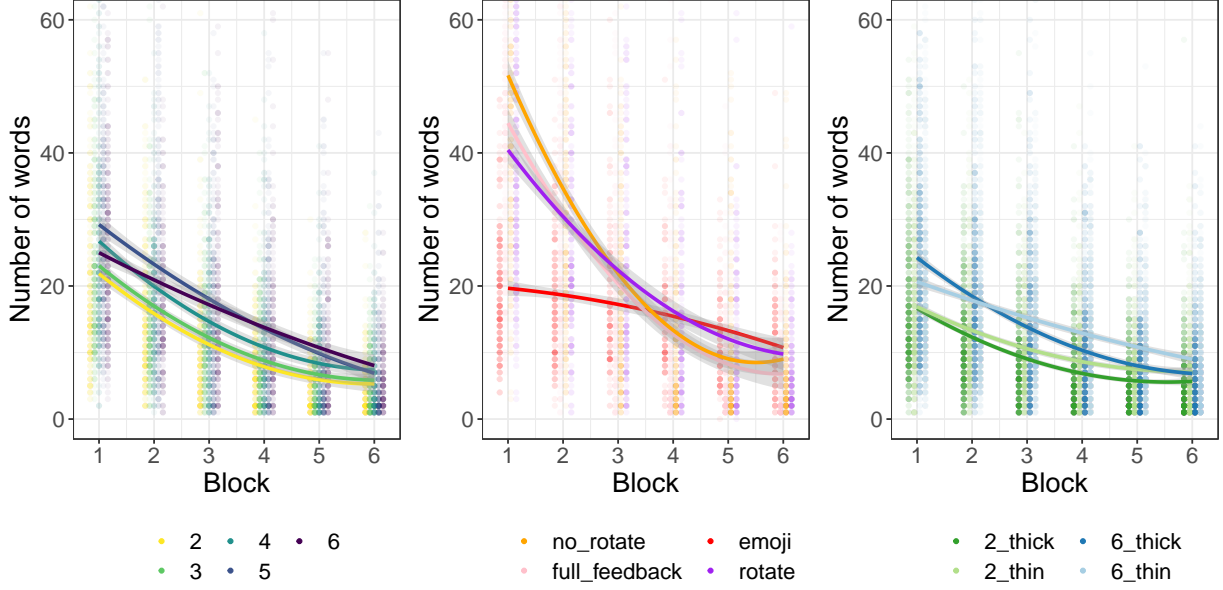 60
40
20
0
Number of words
1 2 3 4 5 6
Block
2 4 6
3 5
60
40
20
0
Number of words
1 2 3 4 5 6
Block
no_rotate emoji
full_feedback rotate
60
40
20
0
Number of words
1 2 3 4 5 6
Block
2_thick 6_thick
2_thin 6_thin